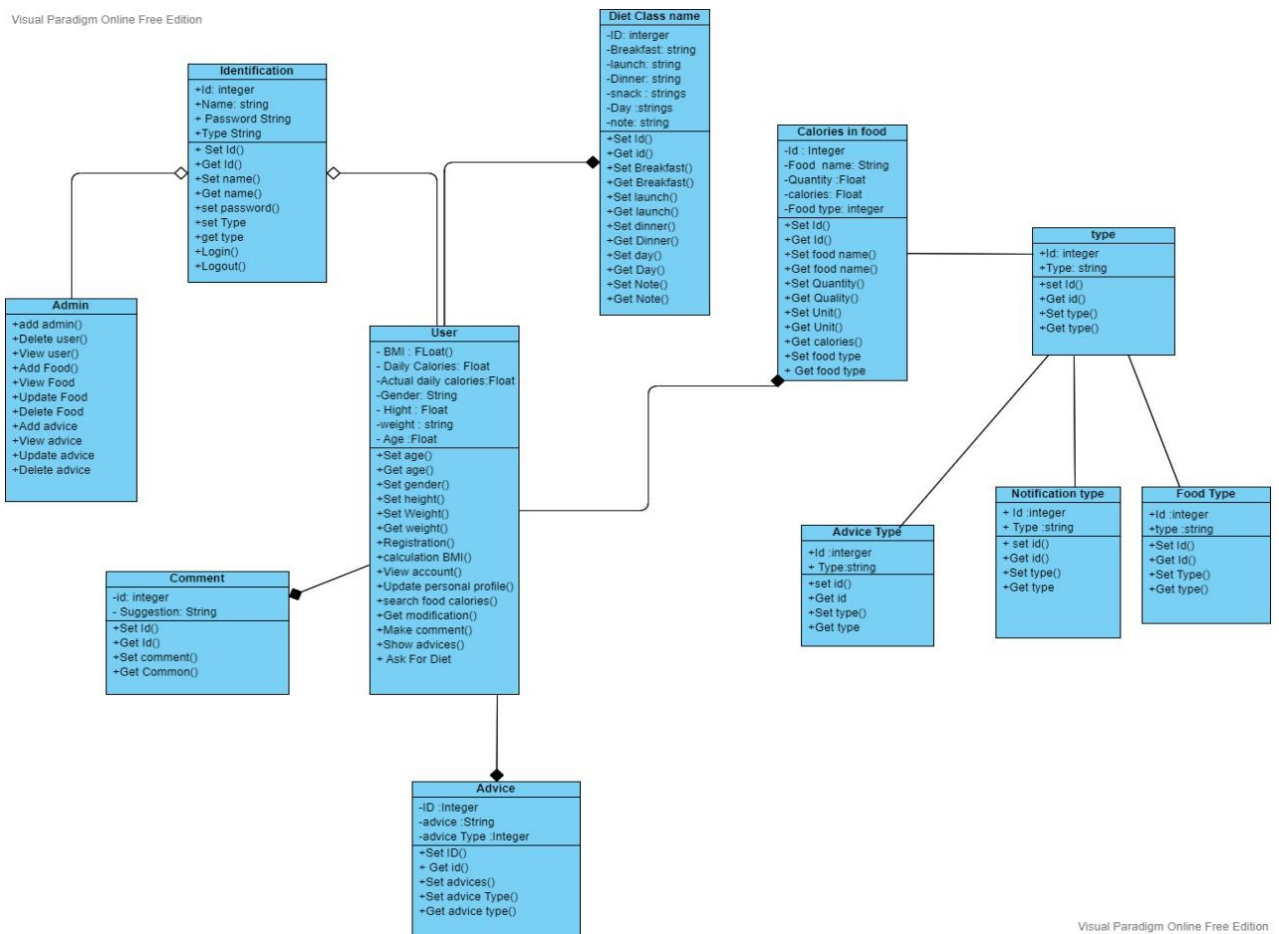 Visual Paradigm Online Free Edition
Diet Class name
-ID: interger
-Breakfast: string
-launch: string
-Dinner: string
-snack : strings
-Day :strings
-note: string
+Set Id()
+Get id()
+Set Breakfast()
+Get Breakfast()
+Set launch()
+Get launch()
+Set dinner()
+Get Dinner()
+Set day()
+Get Day()
+Set Note()
+Get Note()
Identification
+Id: integer
+Name: string
+ Password String
+Type String
+ Set Id()
+Get Id()
+Set name()
+Get name()
+set password()
+set Type
+get type
+Login()
+Logout()
Calories in food
-Id : Integer
-Food  name: String
-Quantity :Float
-calories: Float
-Food type: integer
+Set Id()
+Get Id()
+Set food name()
+Get food name()
+Set Quantity()
+Get Quality()
+Set Unit()
+Get Unit()
+Get calories()
+Set food type
+ Get food type
type
+Id: integer
+Type: string
+set Id()
+Get id()
+Set type()
+Get type()
Admin
+add admin()
+Delete user()
+View user()
+Add Food()
+View Food
+Update Food
+Delete Food
+Add advice
+View advice
+Update advice
+Delete advice
User
- BMI : FLoat()
- Daily Calories: Float
-Actual daily calories:Float
-Gender: String
- Hight : Float
-weight : string
- Age :Float
+Set age()
+Get age()
+Set gender()
+Set height()
+Set Weight()
+Get weight()
+Registration()
+calculation BMI()
+View account()
+Update personal profile()
+search food calories()
+Get modification()
+Make comment()
+Show advices()
+ Ask For Diet
Advice Type
+Id :interger
+ Type:string
+set id()
+Get id
+Set type()
+Get type
Notification type
+ Id :integer
+ Type :string
+ set id()
+Get id()
+Set type()
+Get type
Food Type
+Id :integer
+type :string
+Set Id()
+Get Id()
+Set Type()
+Get type()
Comment
-id: integer
- Suggestion: String
+Set Id()
+Get Id()
+Set comment()
+Get Common()
Advice
-ID :Integer
-advice :String
-advice Type :Integer
+Set ID()
+ Get id()
+Set advices()
+Set advice Type()
+Get advice type()
Visual Paradigm Online Free Edition